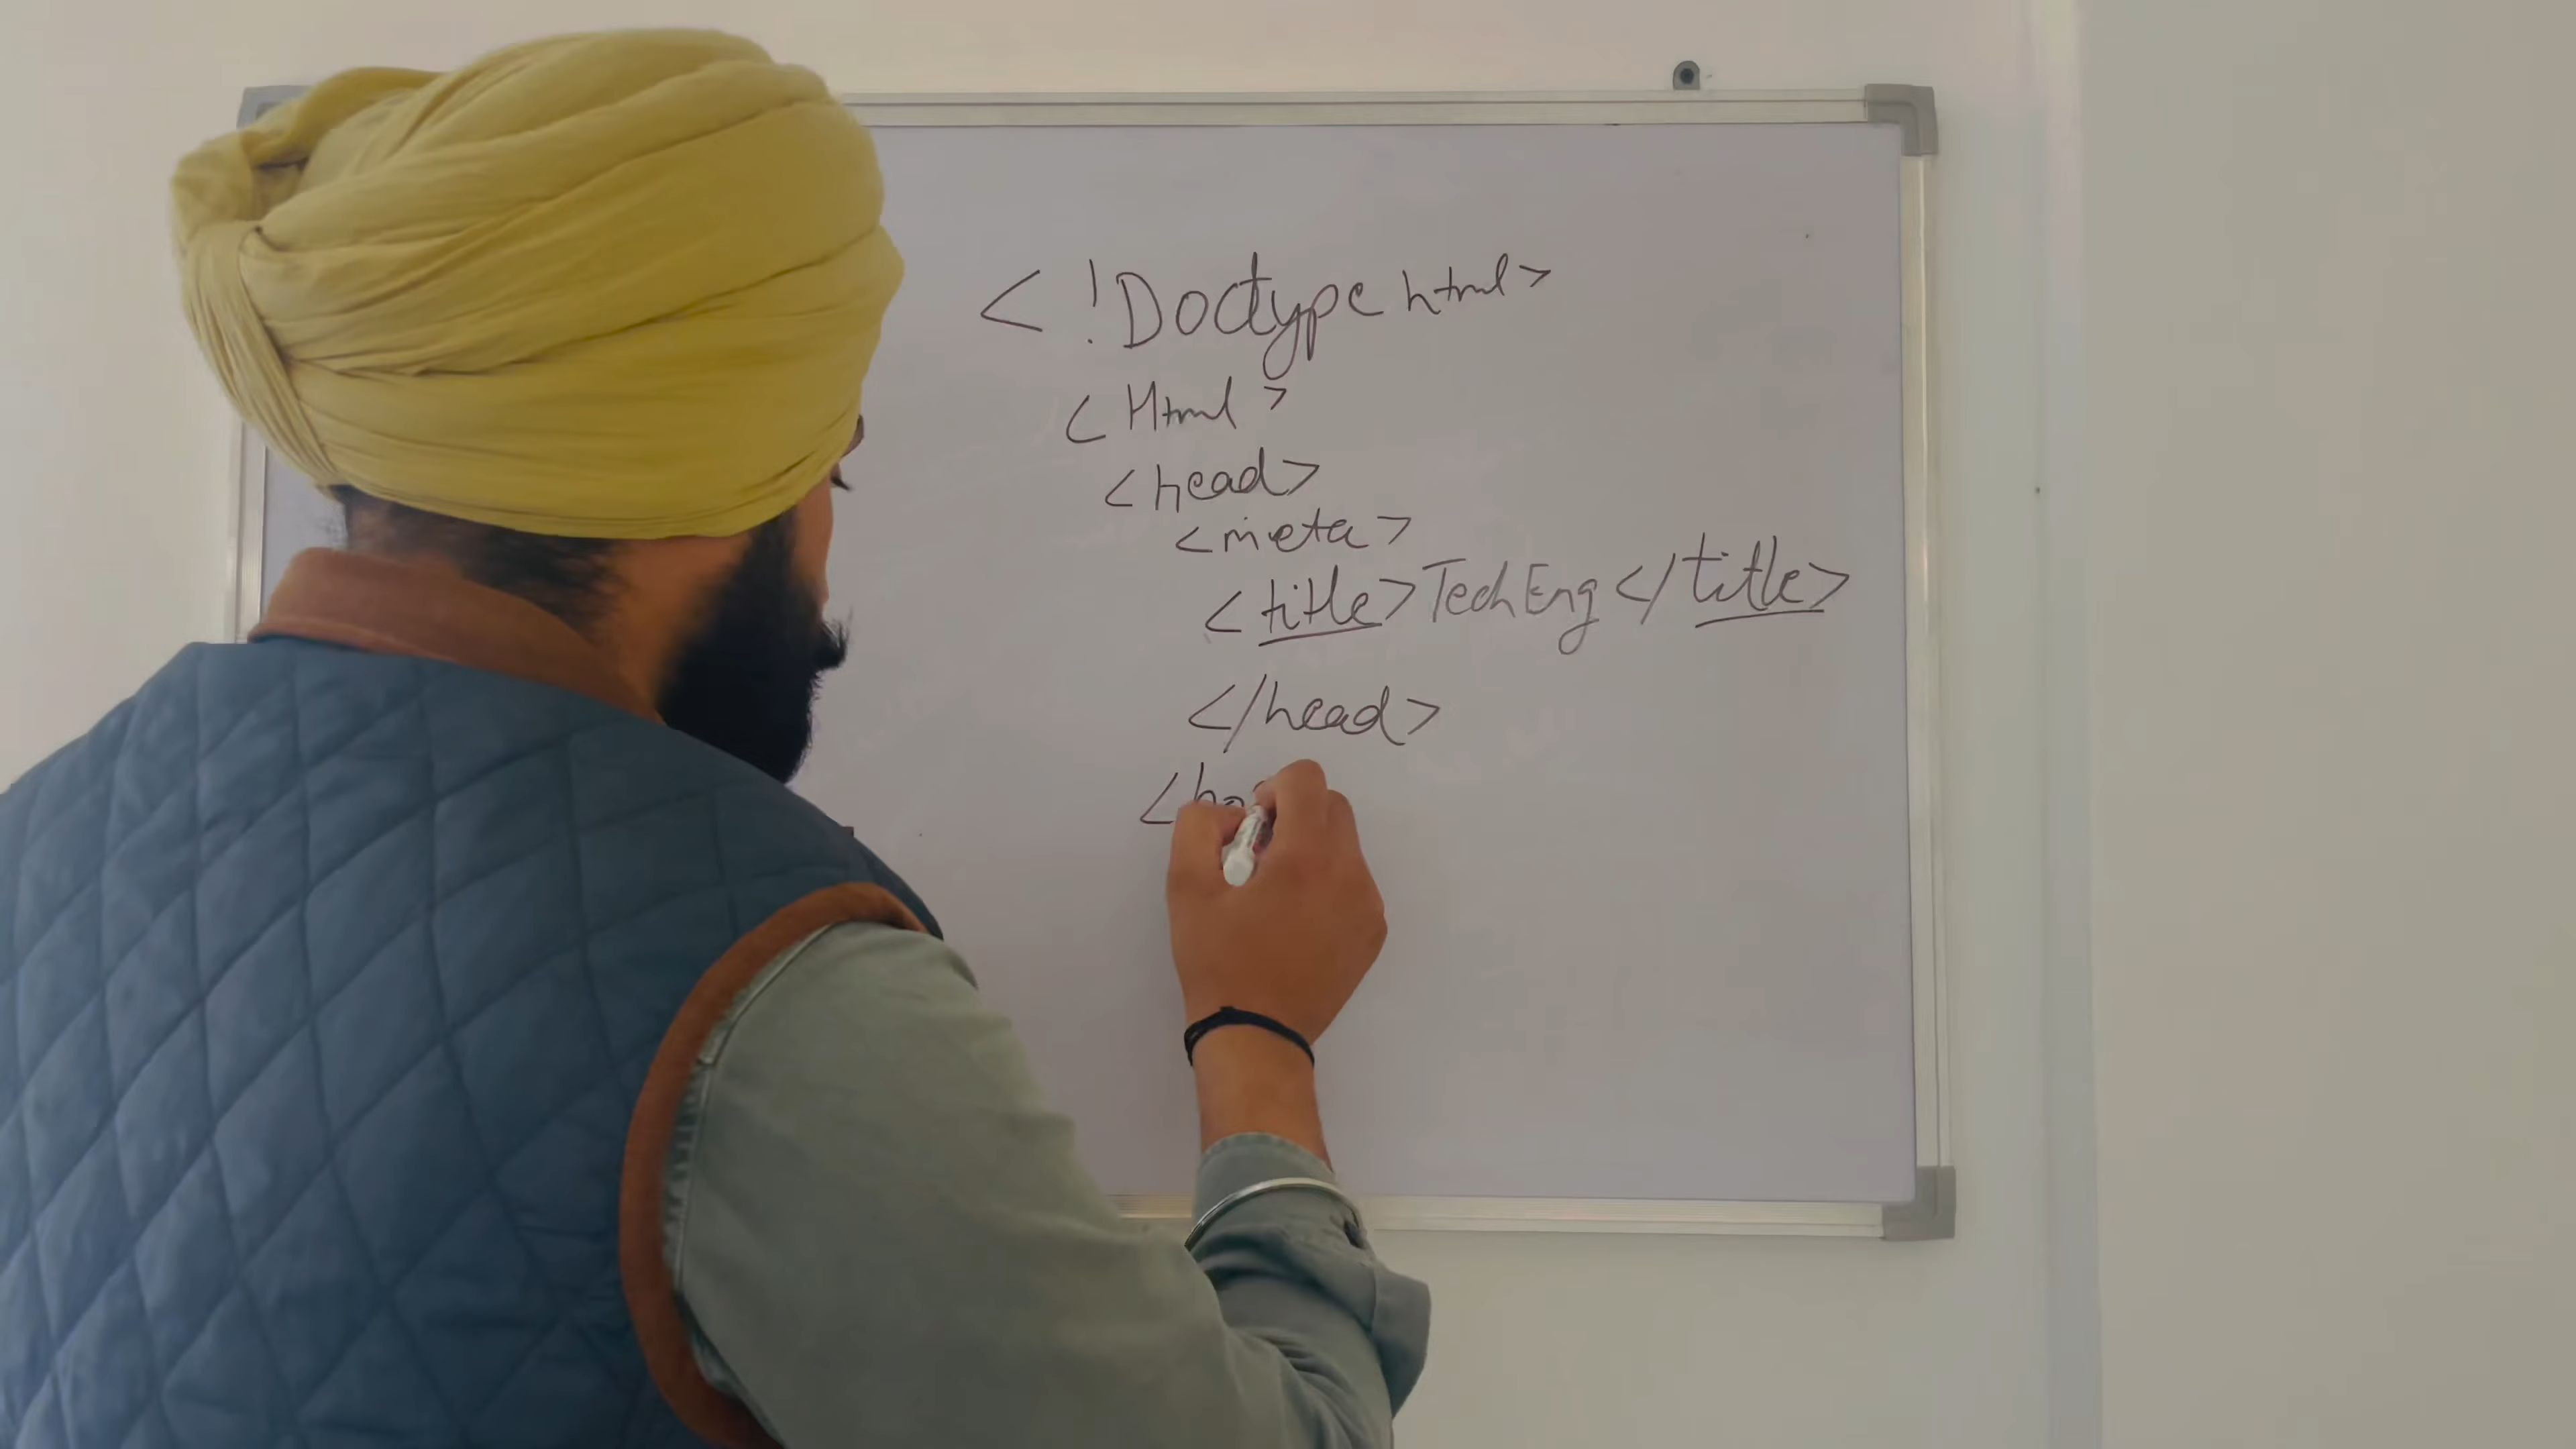 <!Doctype html>
<Html>
<head>
<meta>
<title>TechEng</title>
</head>